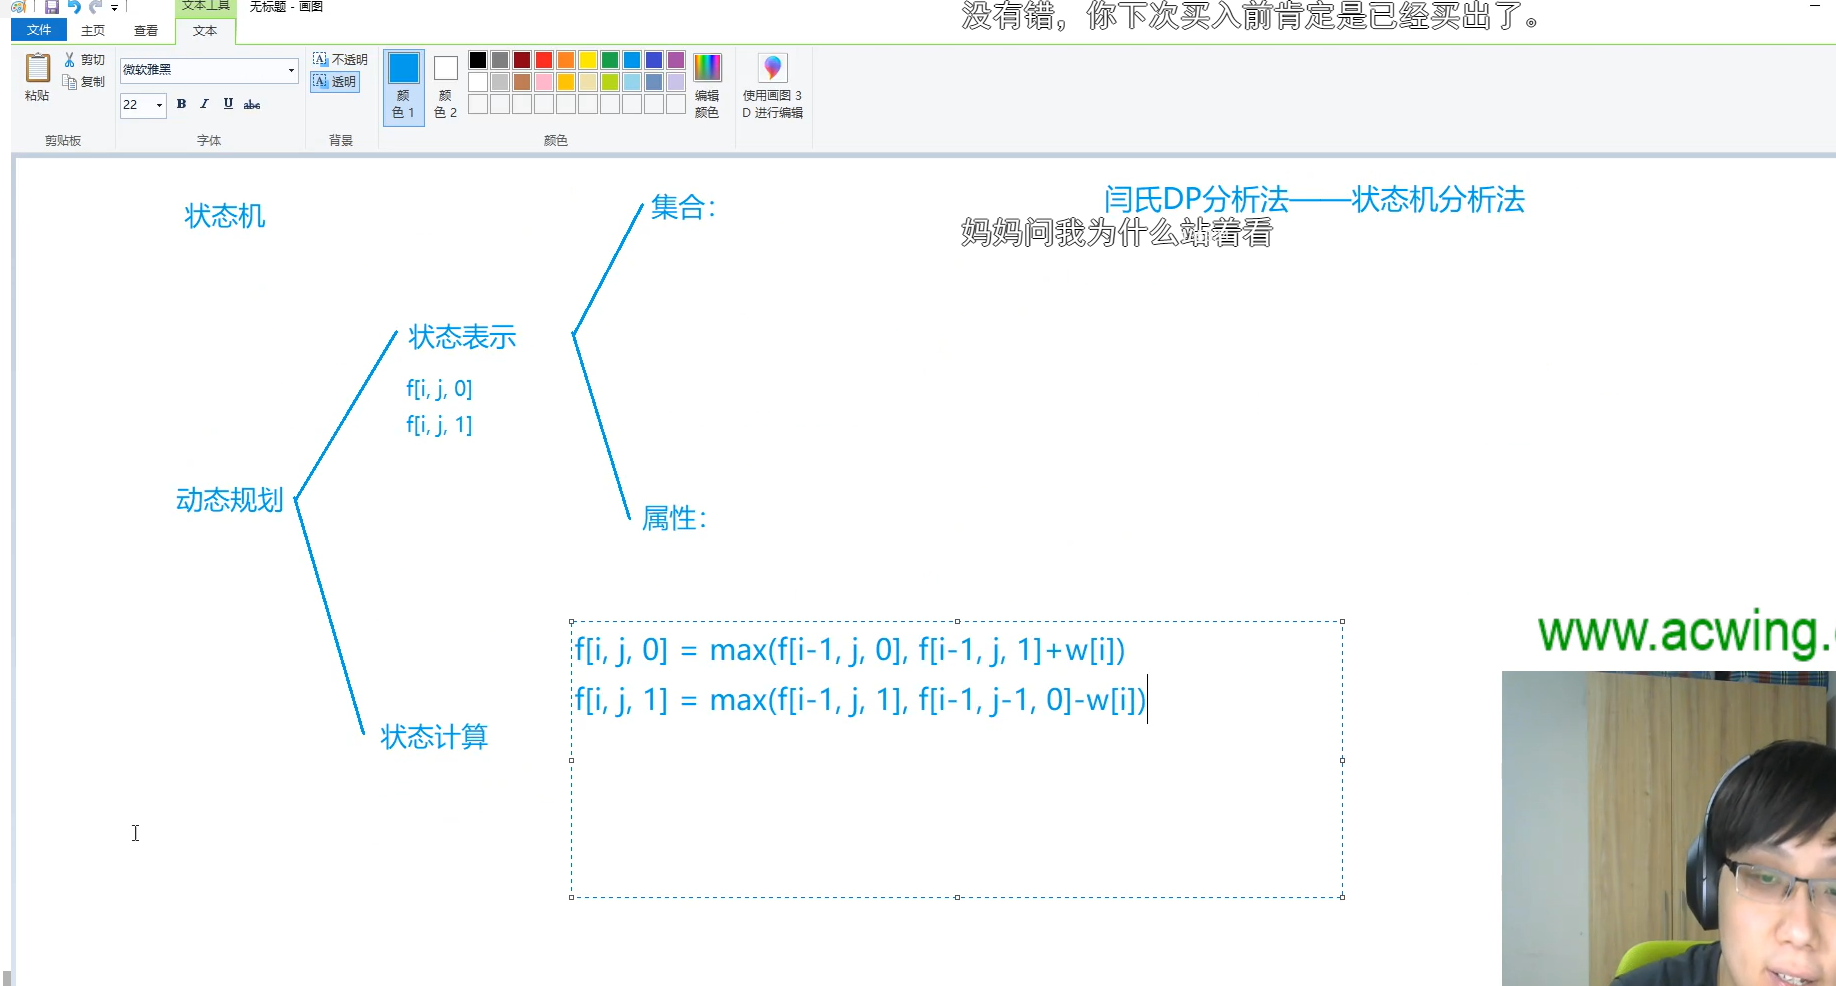 文本工具
无标题 - 画图
没有错，你下次买入前肯定是已经买出了。
文件
主页
查看
文本
粘贴
剪切
复制
剪贴板
微软雅黑
22
B I U abc
字体
不透明
透明
背景
颜色 1
颜色 2
编辑颜色
颜色
使用画图 3D 进行编辑
状态机
集合：
闫氏DP分析法——状态机分析法
妈妈问我为什么站着看
状态表示
f[i, j, 0]
f[i, j, 1]
动态规划
属性：
f[i, j, 0] = max(f[i-1, j, 0], f[i-1, j, 1]+w[i])
f[i, j, 1] = max(f[i-1, j, 1], f[i-1, j-1, 0]-w[i])
状态计算
www.acwing.